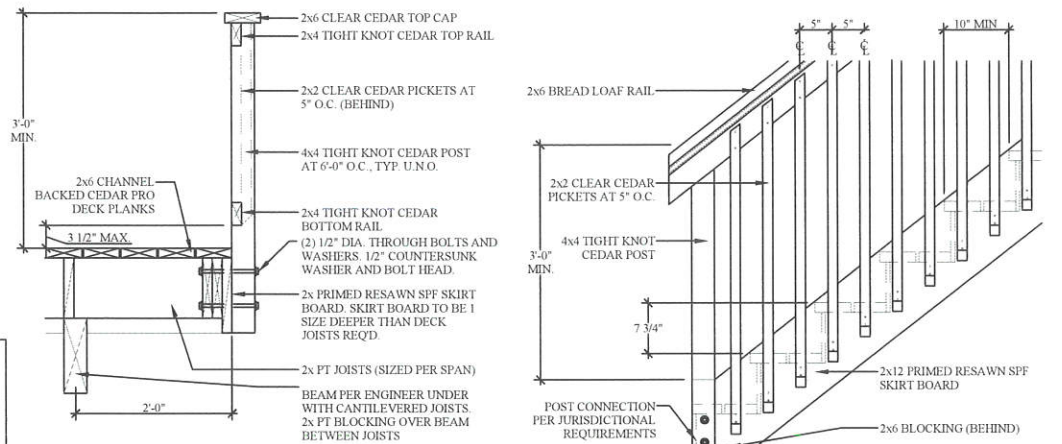 2x6 CLEAR CEDAR TOP CAP
2x4 TIGHT KNOT CEDAR TOP RAIL
2x2 CLEAR CEDAR PICKETS AT
5" O.C. (BEHIND)
3'-0"
MIN.
4x4 TIGHT KNOT CEDAR POST
AT 6'-0" O.C., TYP. U.N.O.
2x6 CHANNEL
BACKED CEDAR PRO
DECK PLANKS
2x4 TIGHT KNOT CEDAR
BOTTOM RAIL
3 1/2" MAX.
(2) 1/2" DIA. THROUGH BOLTS AND
WASHERS. 1/2" COUNTERSUNK
WASHER AND BOLT HEAD.
2x PRIMED RESAWN SPF SKIRT
BOARD. SKIRT BOARD TO BE 1
SIZE DEEPER THAN DECK
JOISTS REQ'D.
2x PT JOISTS (SIZED PER SPAN)
BEAM PER ENGINEER UNDER
WITH CANTILEVERED JOISTS.
2x PT BLOCKING OVER BEAM
BETWEEN JOISTS
2'-0"
5" 5"
10" MIN
2x6 BREAD LOAF RAIL
2x2 CLEAR CEDAR
PICKETS AT 5" O.C.
4x4 TIGHT KNOT
CEDAR POST
3'-0"
MIN.
7 3/4"
2x12 PRIMED RESAWN SPF
SKIRT BOARD
POST CONNECTION
PER JURISDICTIONAL
REQUIREMENTS
2x6 BLOCKING (BEHIND)